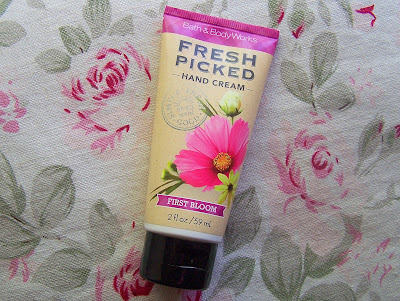 Bath & Body Works
FRESH
PICKED
HAND CREAM
FIRST BLOOM
2 fl oz / 59 mL